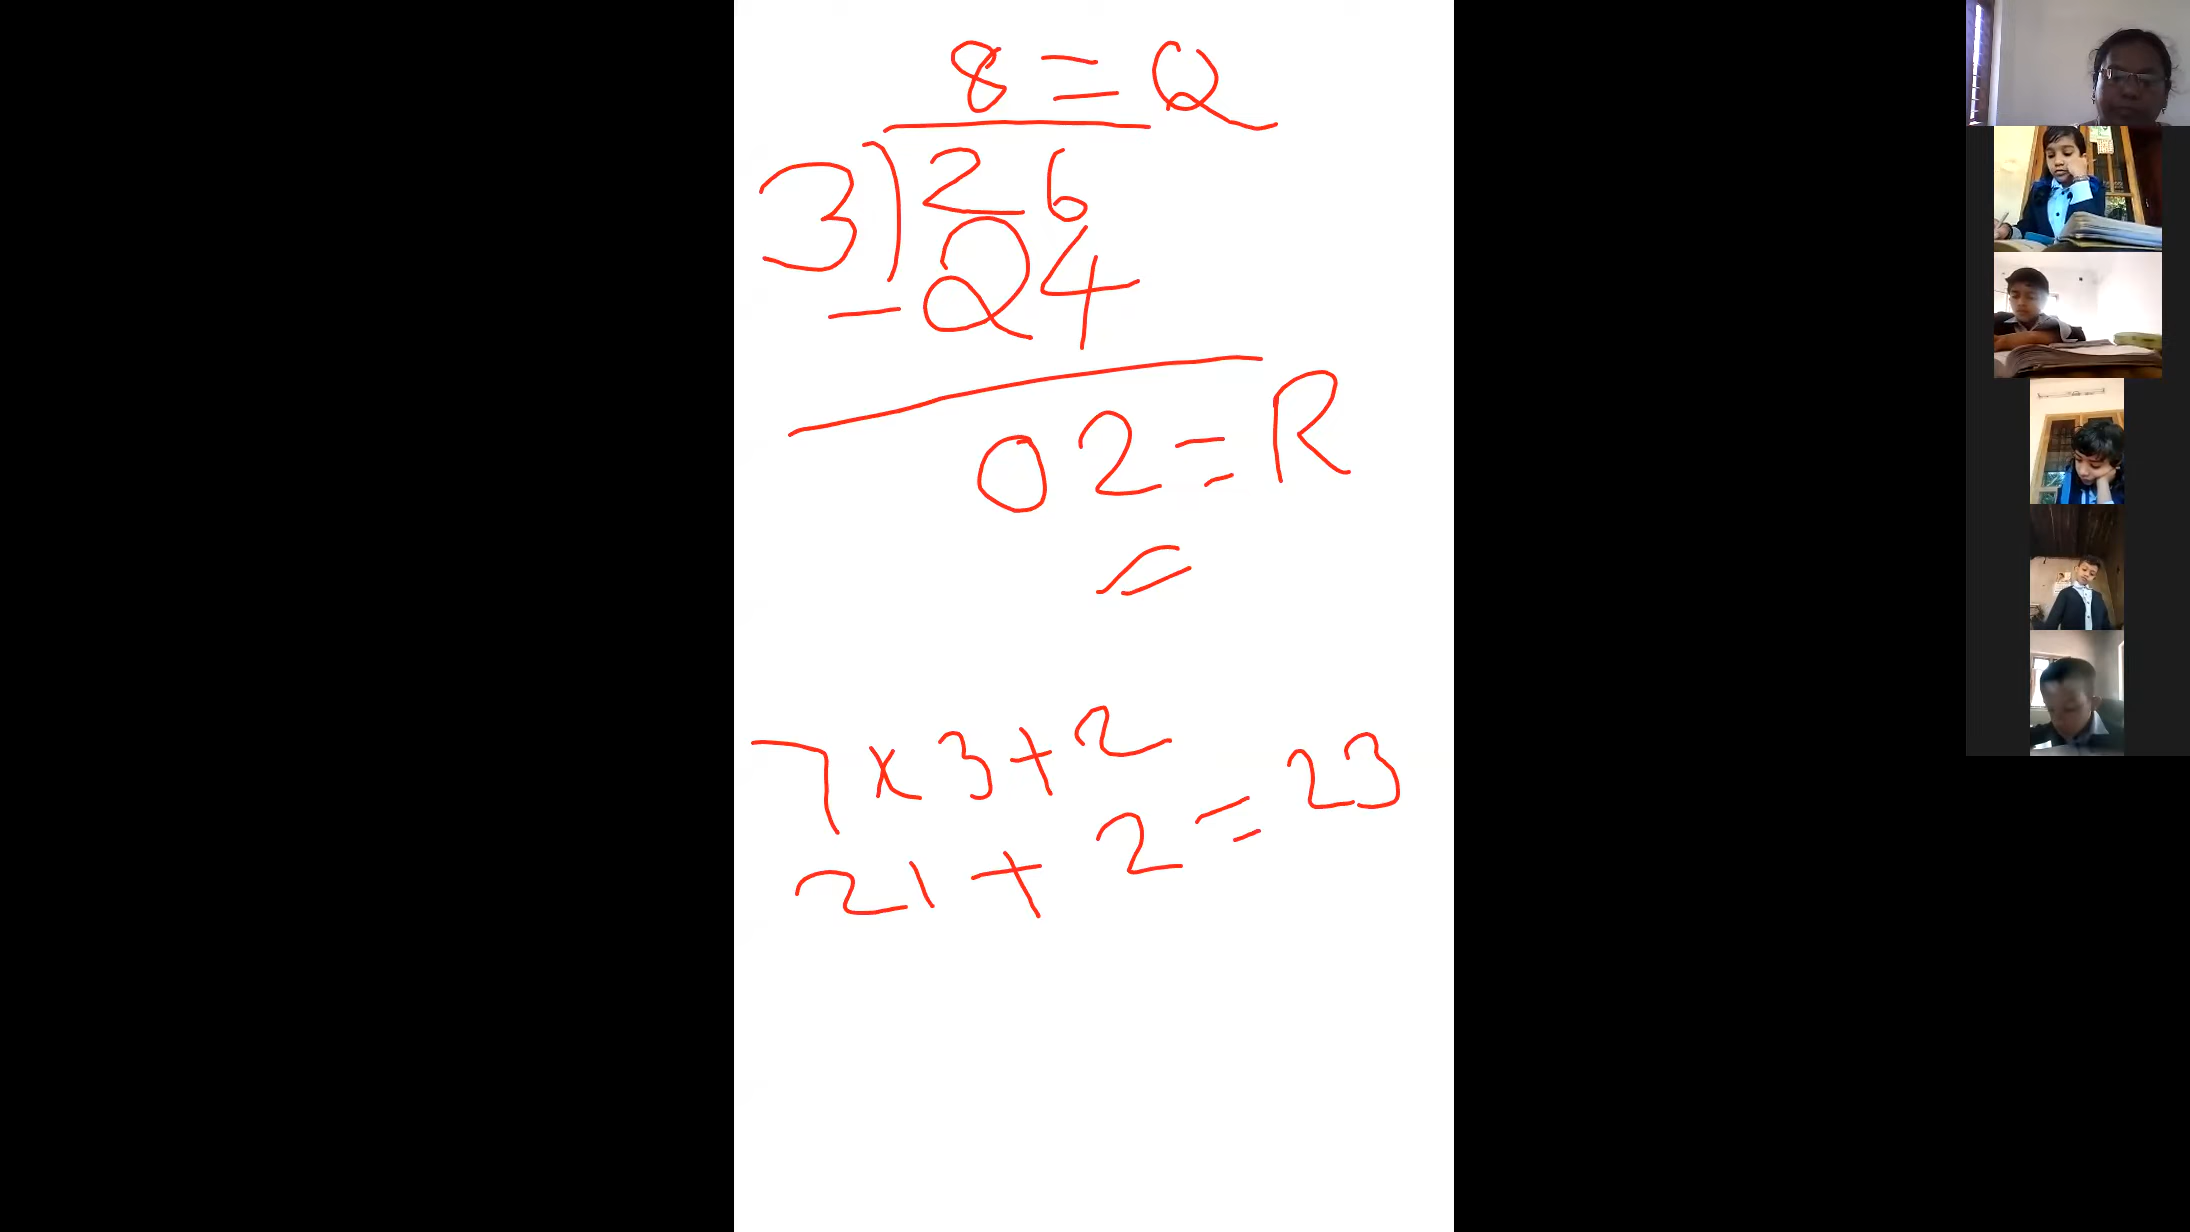 8 = Q
3)26
- 24
02 = R
7 x 3 + 2
21 + 2 = 23